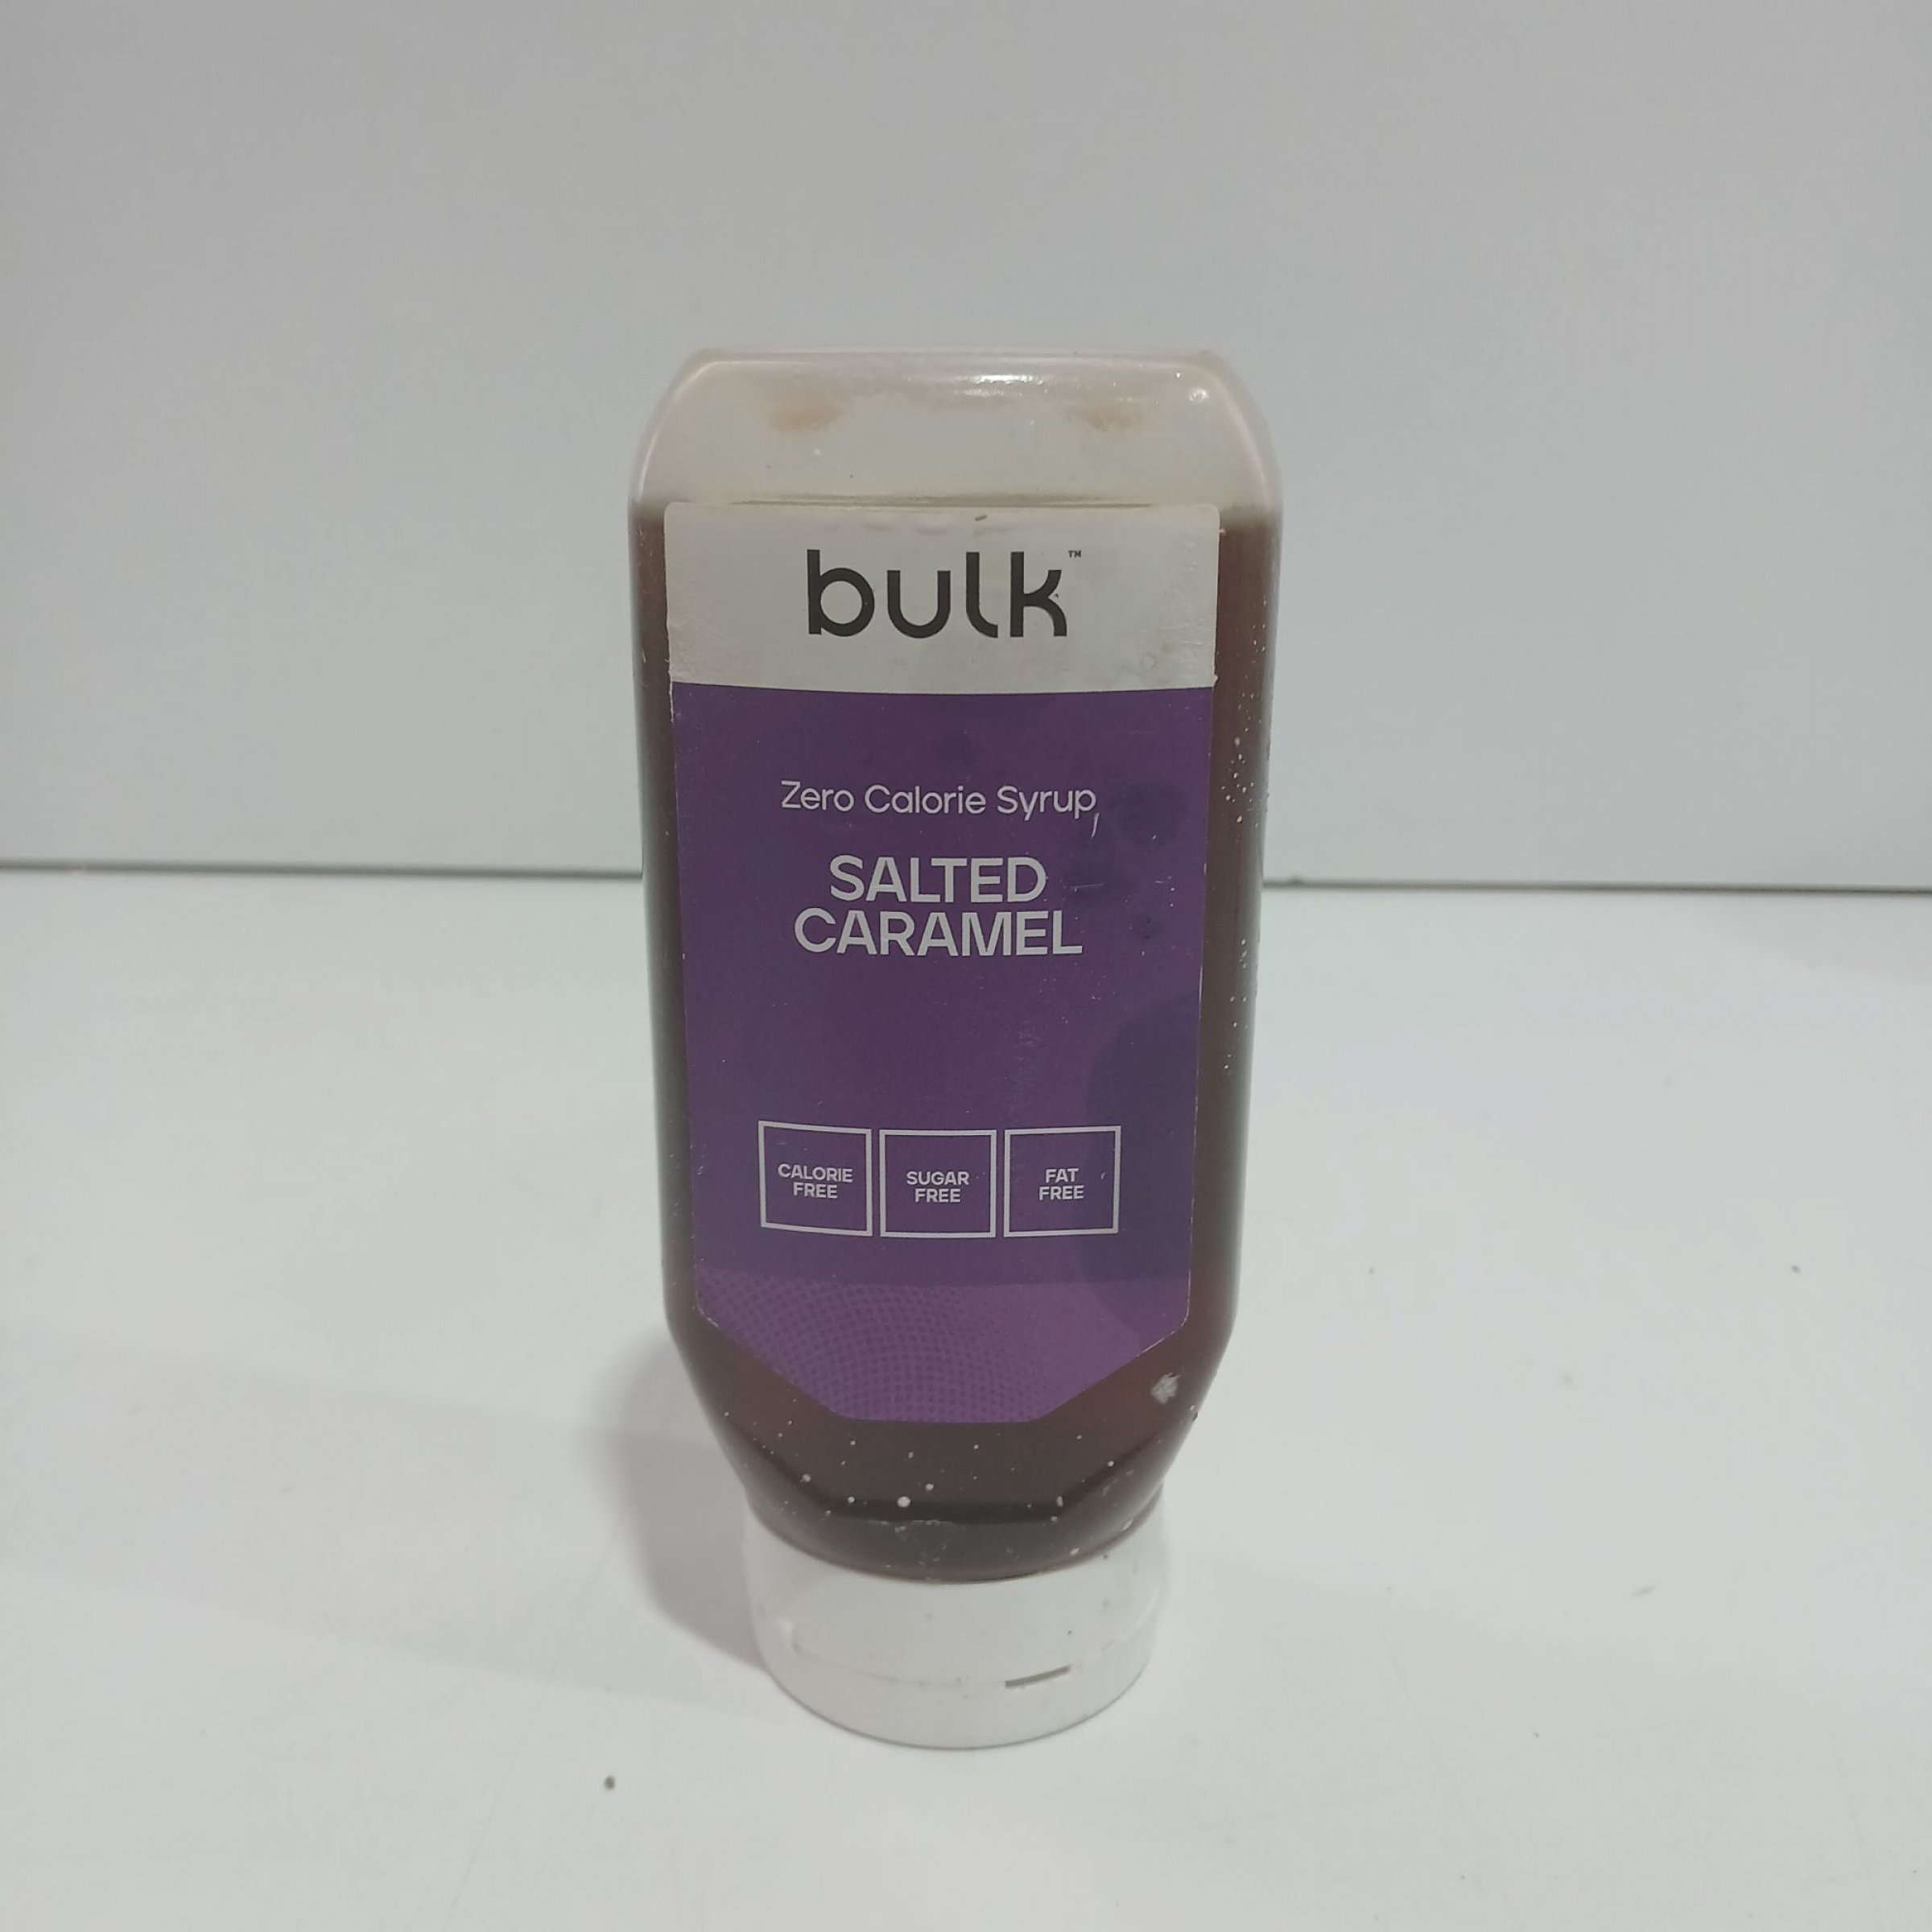 bulk™
Zero Calorie Syrup
SALTED
CARAMEL
CALORIE
FREE
SUGAR
FREE
FAT
FREE